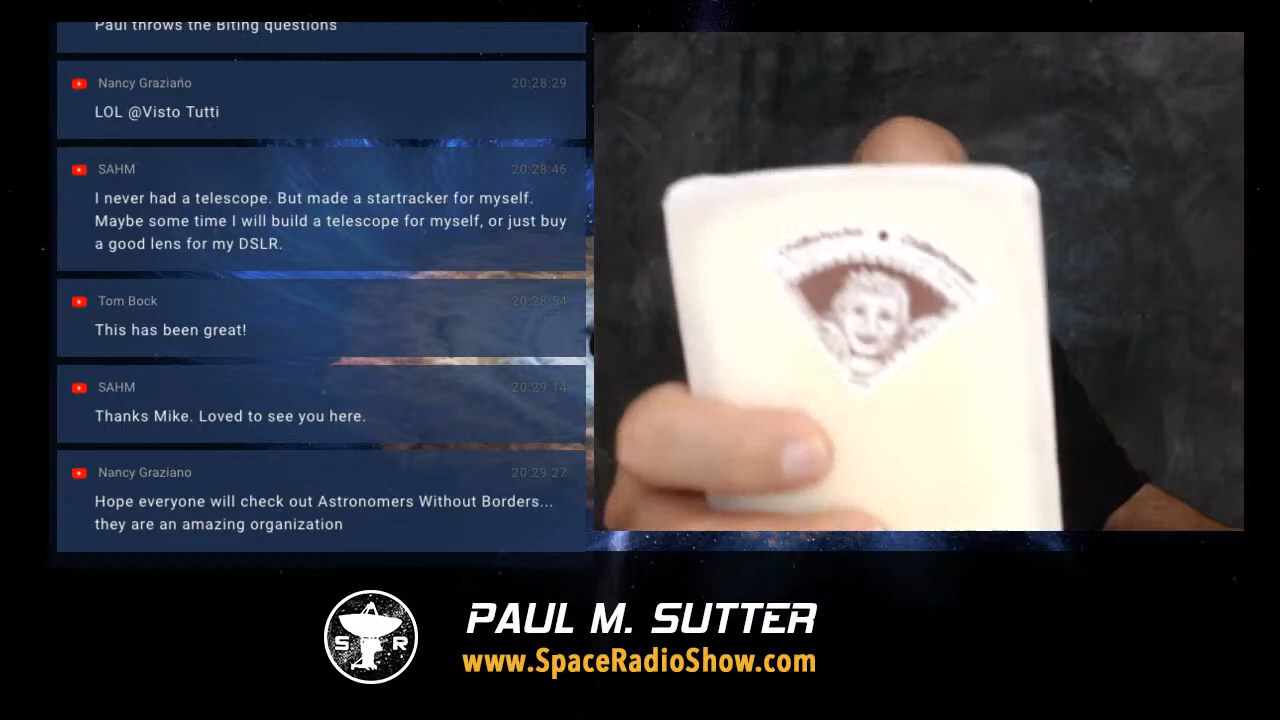 Paul throws the Biting questions
Nancy Graziano 20:28:29
LOL @Visto Tutti
SAHM 20:28:46
I never had a telescope. But made a startracker for myself.
Maybe some time I will build a telescope for myself, or just buy
a good lens for my DSLR.
Tom Bock 20:28:54
This has been great!
SAHM 20:29:14
Thanks Mike. Loved to see you here.
Nancy Graziano 20:29:27
Hope everyone will check out Astronomers Without Borders...
they are an amazing organization
S R
PAUL M. SUTTER
www.SpaceRadioShow.com